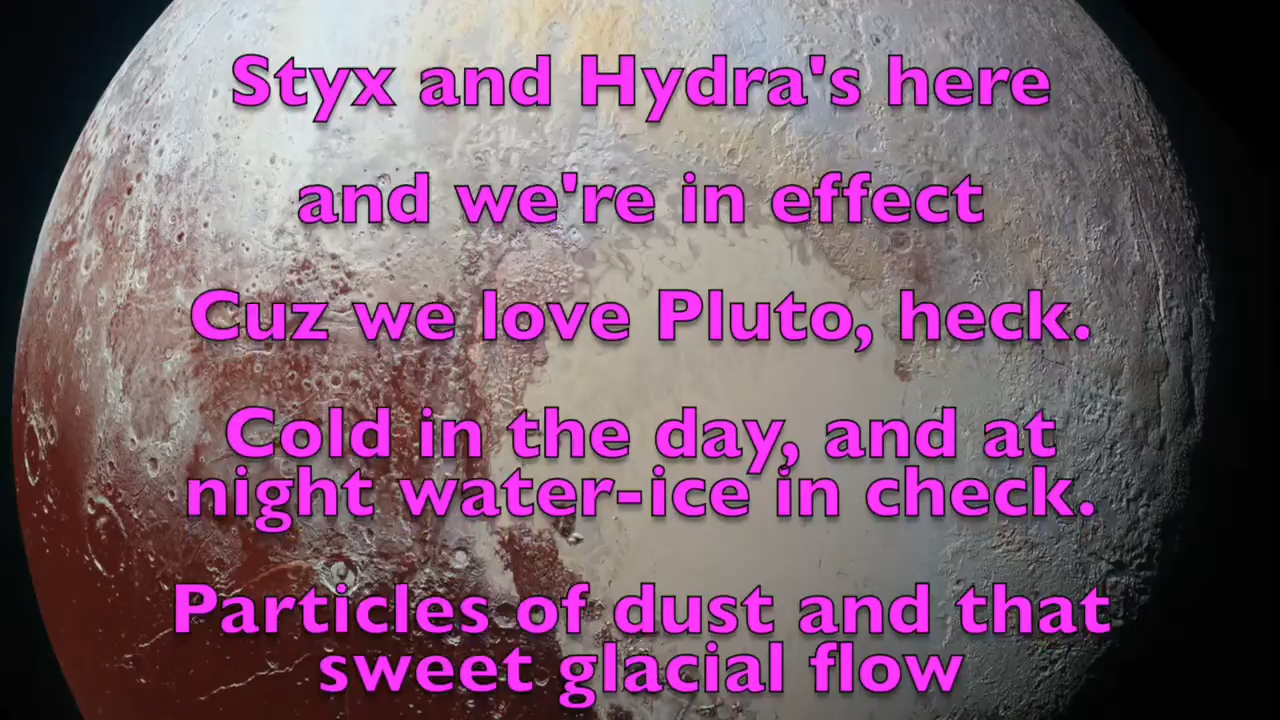 Styx and Hydra's here
and we're in effect
Cuz we love Pluto, heck.
Cold in the day, and at
night water-ice in check.
Particles of dust and that
sweet glacial flow